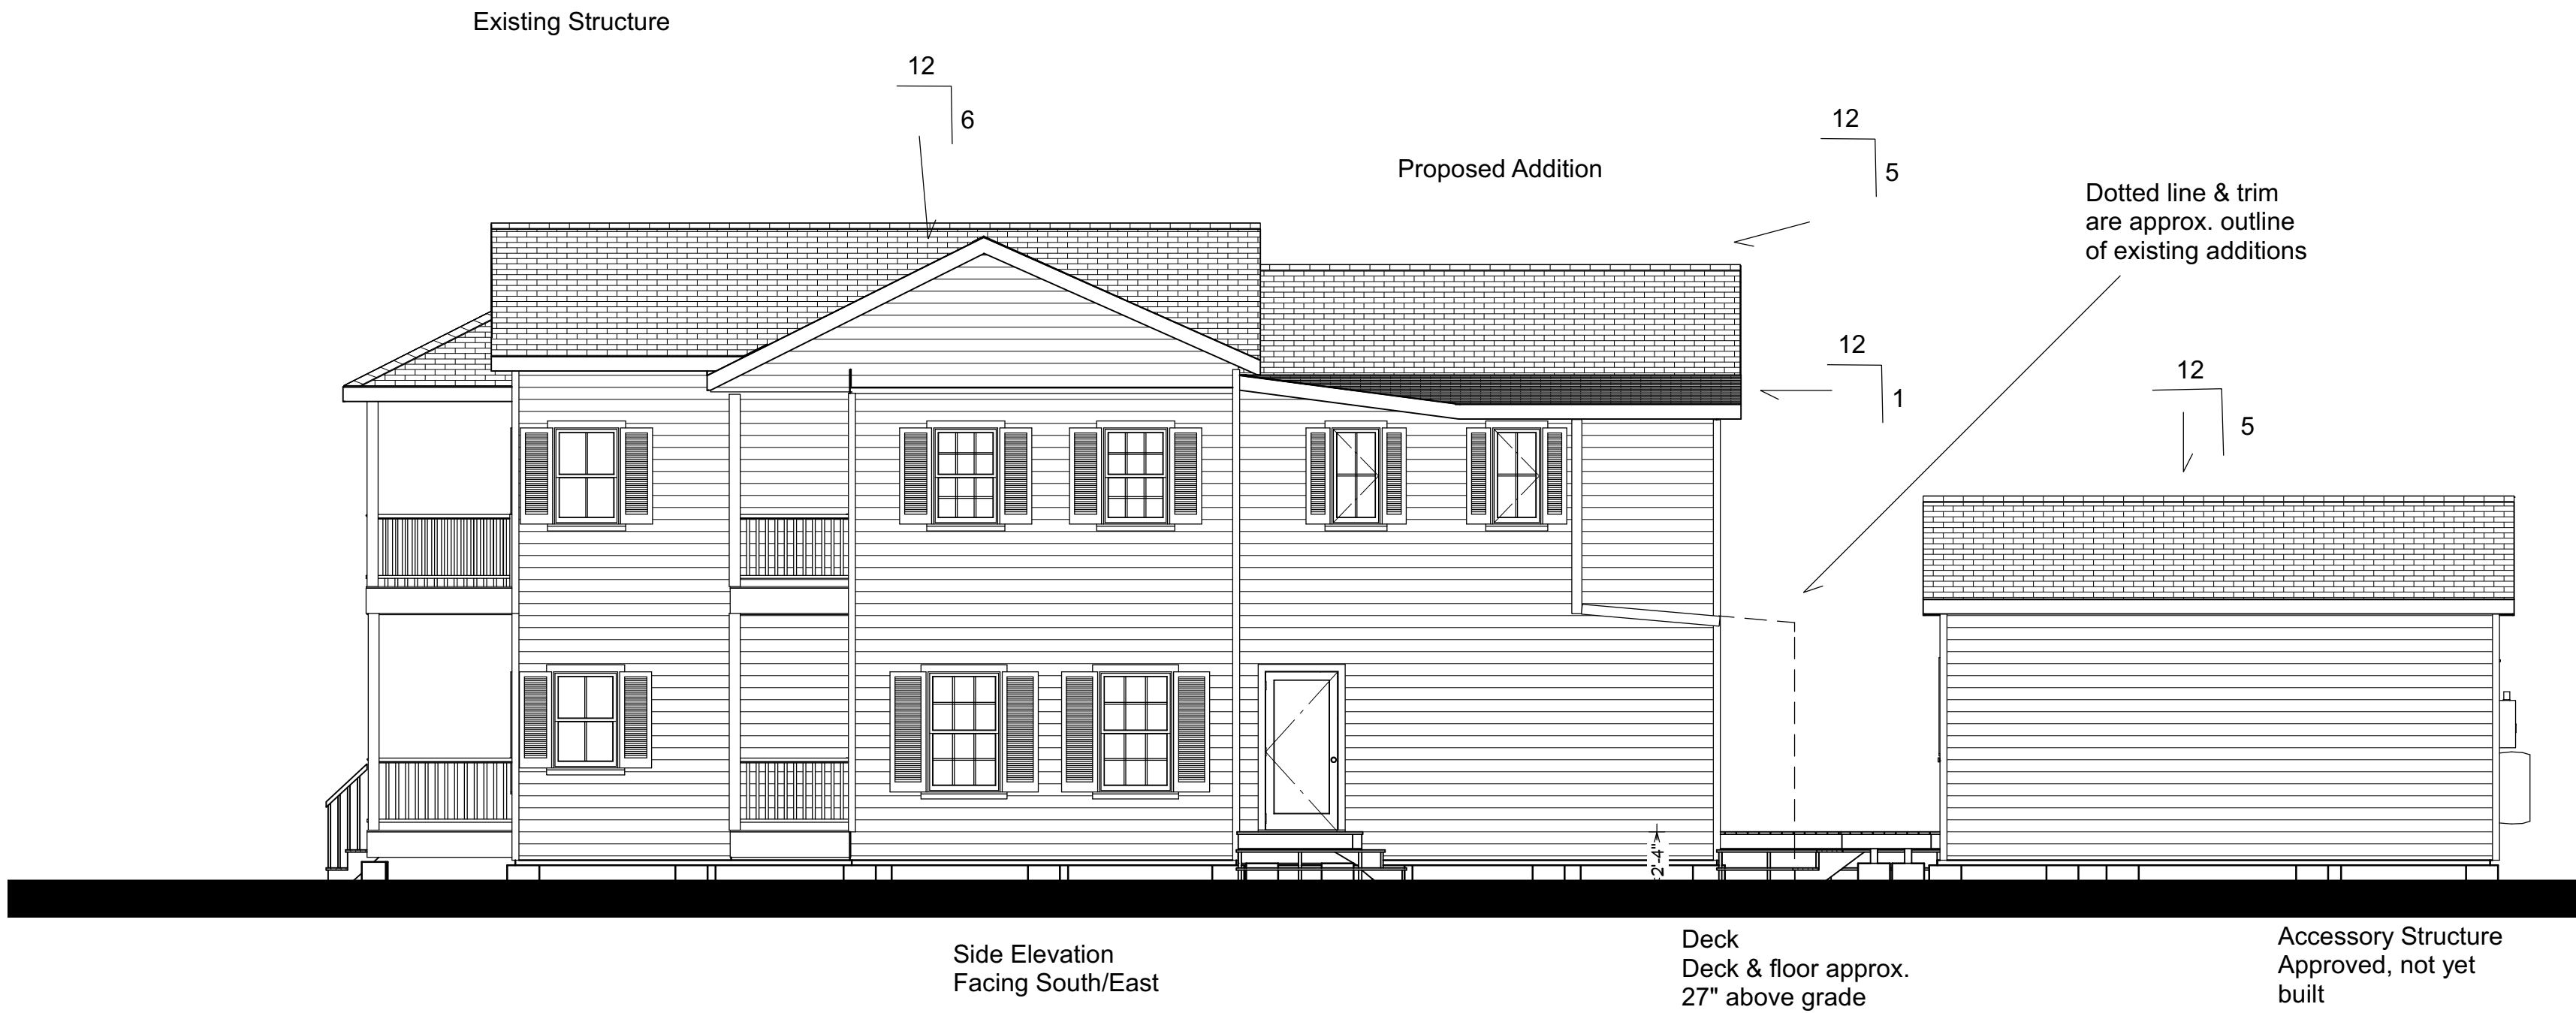 Existing Structure
12
6
Proposed Addition
12
5
Dotted line & trim
are approx. outline
of existing additions
12
1
12
5
2'-4"
Side Elevation
Facing South/East
Deck
Deck & floor approx.
27" above grade
Accessory Structure
Approved, not yet
built